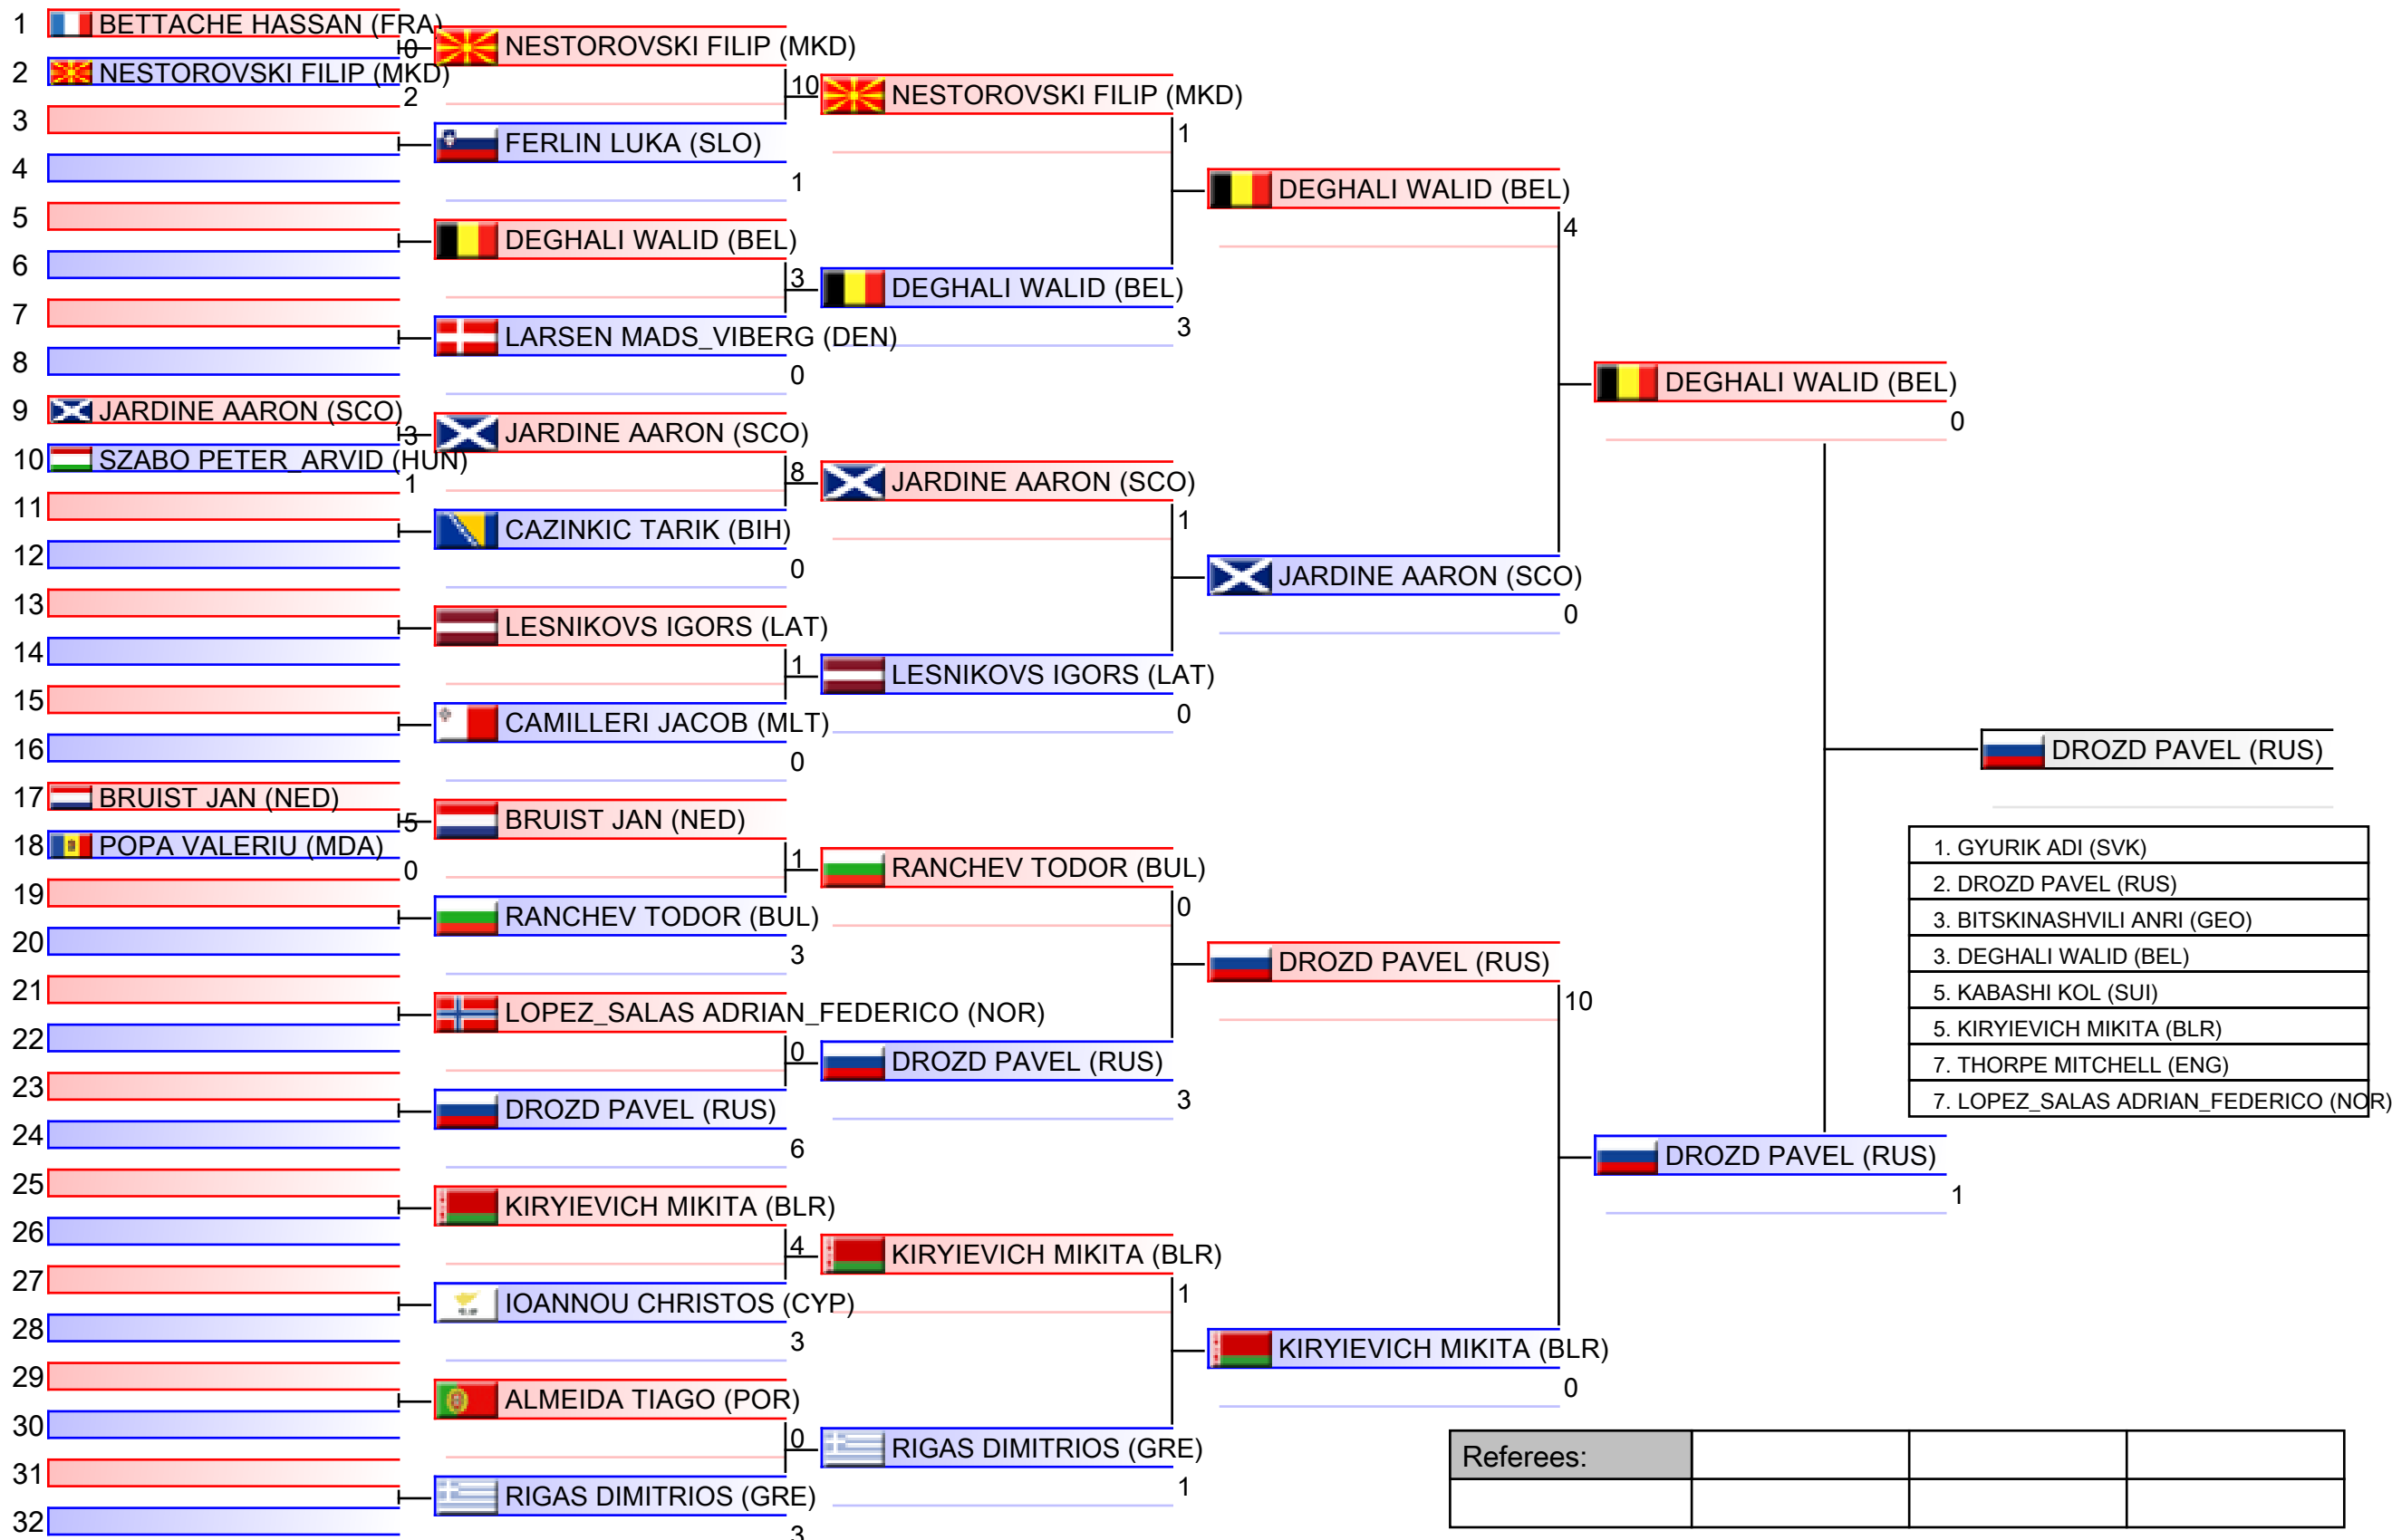 1 BETTACHE HASSAN (FRA)
0
2 NESTOROVSKI FILIP (MKD)
2
3
4
5
6
7
8
9 JARDINE AARON (SCO)
3
10 SZABO PETER_ARVID (HUN)
1
11
12
13
14
15
16
17 BRUIST JAN (NED)
5
18 POPA VALERIU (MDA)
0
19
20
21
22
23
24
25
26
27
28
29
30
31
32
NESTOROVSKI FILIP (MKD)
10
FERLIN LUKA (SLO)
1
DEGHALI WALID (BEL)
3
LARSEN MADS_VIBERG (DEN)
0
JARDINE AARON (SCO)
8
CAZINKIC TARIK (BIH)
0
LESNIKOVS IGORS (LAT)
1
CAMILLERI JACOB (MLT)
0
BRUIST JAN (NED)
1
RANCHEV TODOR (BUL)
3
LOPEZ_SALAS ADRIAN_FEDERICO (NOR)
0
DROZD PAVEL (RUS)
6
KIRYIEVICH MIKITA (BLR)
4
IOANNOU CHRISTOS (CYP)
3
ALMEIDA TIAGO (POR)
0
RIGAS DIMITRIOS (GRE)
3
NESTOROVSKI FILIP (MKD)
1
DEGHALI WALID (BEL)
3
JARDINE AARON (SCO)
1
LESNIKOVS IGORS (LAT)
0
RANCHEV TODOR (BUL)
0
DROZD PAVEL (RUS)
3
KIRYIEVICH MIKITA (BLR)
1
RIGAS DIMITRIOS (GRE)
1
DEGHALI WALID (BEL)
4
JARDINE AARON (SCO)
0
DROZD PAVEL (RUS)
10
KIRYIEVICH MIKITA (BLR)
0
DEGHALI WALID (BEL)
0
DROZD PAVEL (RUS)
1
DROZD PAVEL (RUS)
1. GYURIK ADI (SVK)
2. DROZD PAVEL (RUS)
3. BITSKINASHVILI ANRI (GEO)
3. DEGHALI WALID (BEL)
5. KABASHI KOL (SUI)
5. KIRYIEVICH MIKITA (BLR)
7. THORPE MITCHELL (ENG)
7. LOPEZ_SALAS ADRIAN_FEDERICO (NOR)
Referees: